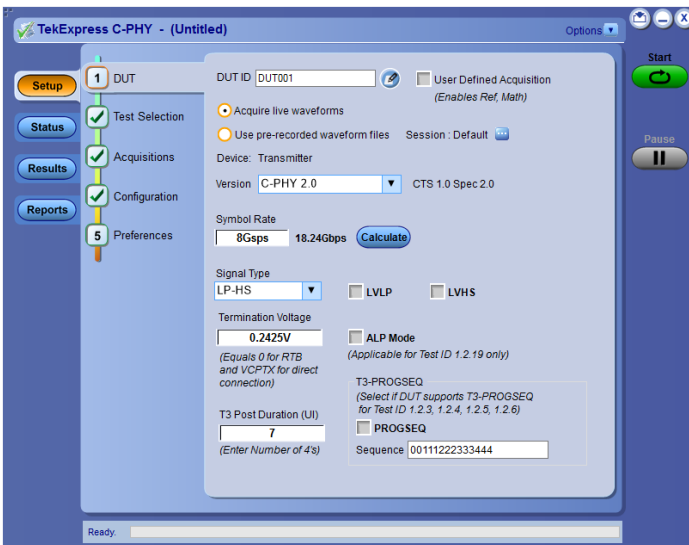 TekExpress C-PHY - (Untitled)
Options
Start
Setup
1 DUT
DUT ID DUT001
User Defined Acquisition
(Enables Ref, Math)
Status
Test Selection
Acquire live waveforms
Use pre-recorded waveform files Session : Default
Pause
Results
Acquisitions
Device: Transmitter
Version C-PHY 2.0 CTS 1.0 Spec 2.0
Reports
Configuration
5 Preferences
Symbol Rate
8Gsps 18.24Gbps Calculate
Signal Type
LP-HS LVLP LVHS
Termination Voltage
0.2425V
(Equals 0 for RTB
and VCPTX for direct
connection)
ALP Mode
(Applicable for Test ID 1.2.19 only)
T3 Post Duration (UI)
7
(Enter Number of 4's)
T3-PROGSEQ
(Select if DUT supports T3-PROGSEQ
for Test ID 1.2.3, 1.2.4, 1.2.5, 1.2.6)
PROGSEQ
Sequence 00111222333444
Ready.